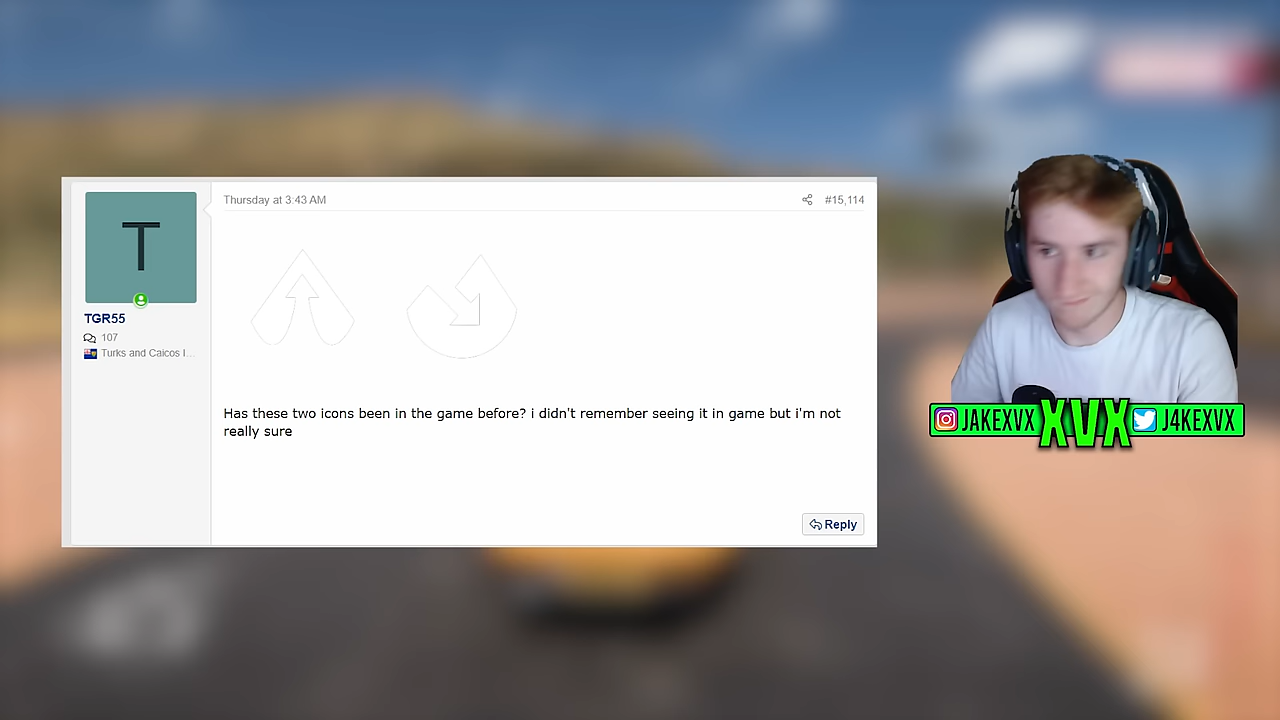 T
Thursday at 3:43 AM
#15,114
TGR55
107
Turks and Caicos I...
Has these two icons been in the game before? i didn't remember seeing it in game but i'm not
really sure
Reply
JAKEXVX XVX J4KEXVX